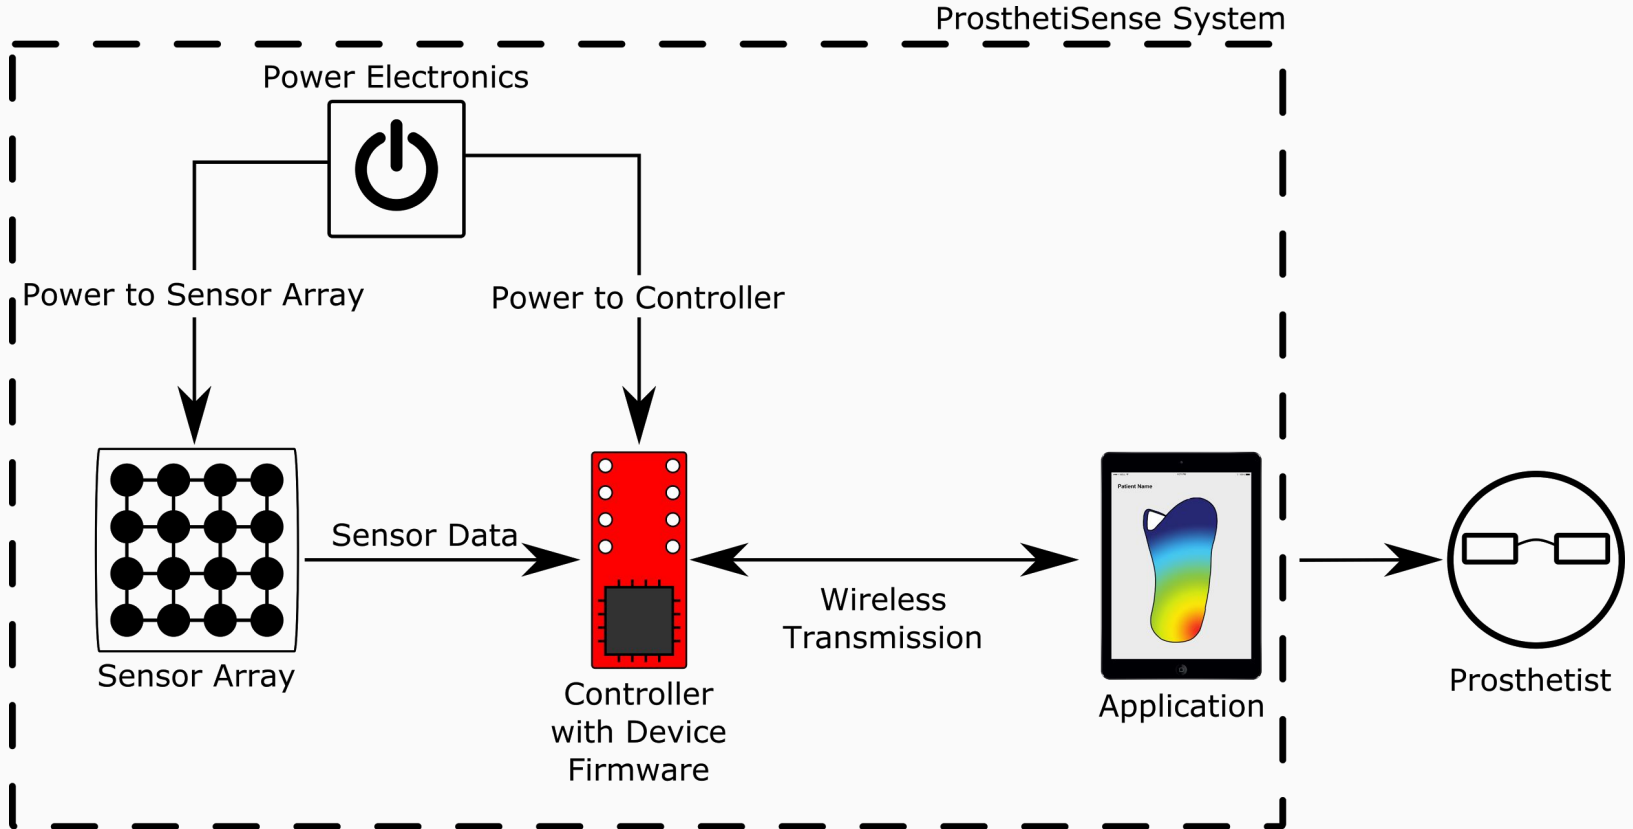 ProsthetiSense System
Power Electronics
Power to Sensor Array
Power to Controller
Sensor Data
Wireless
Transmission
Patient Name
Sensor Array
Controller
with Device
Firmware
Application
Prosthetist